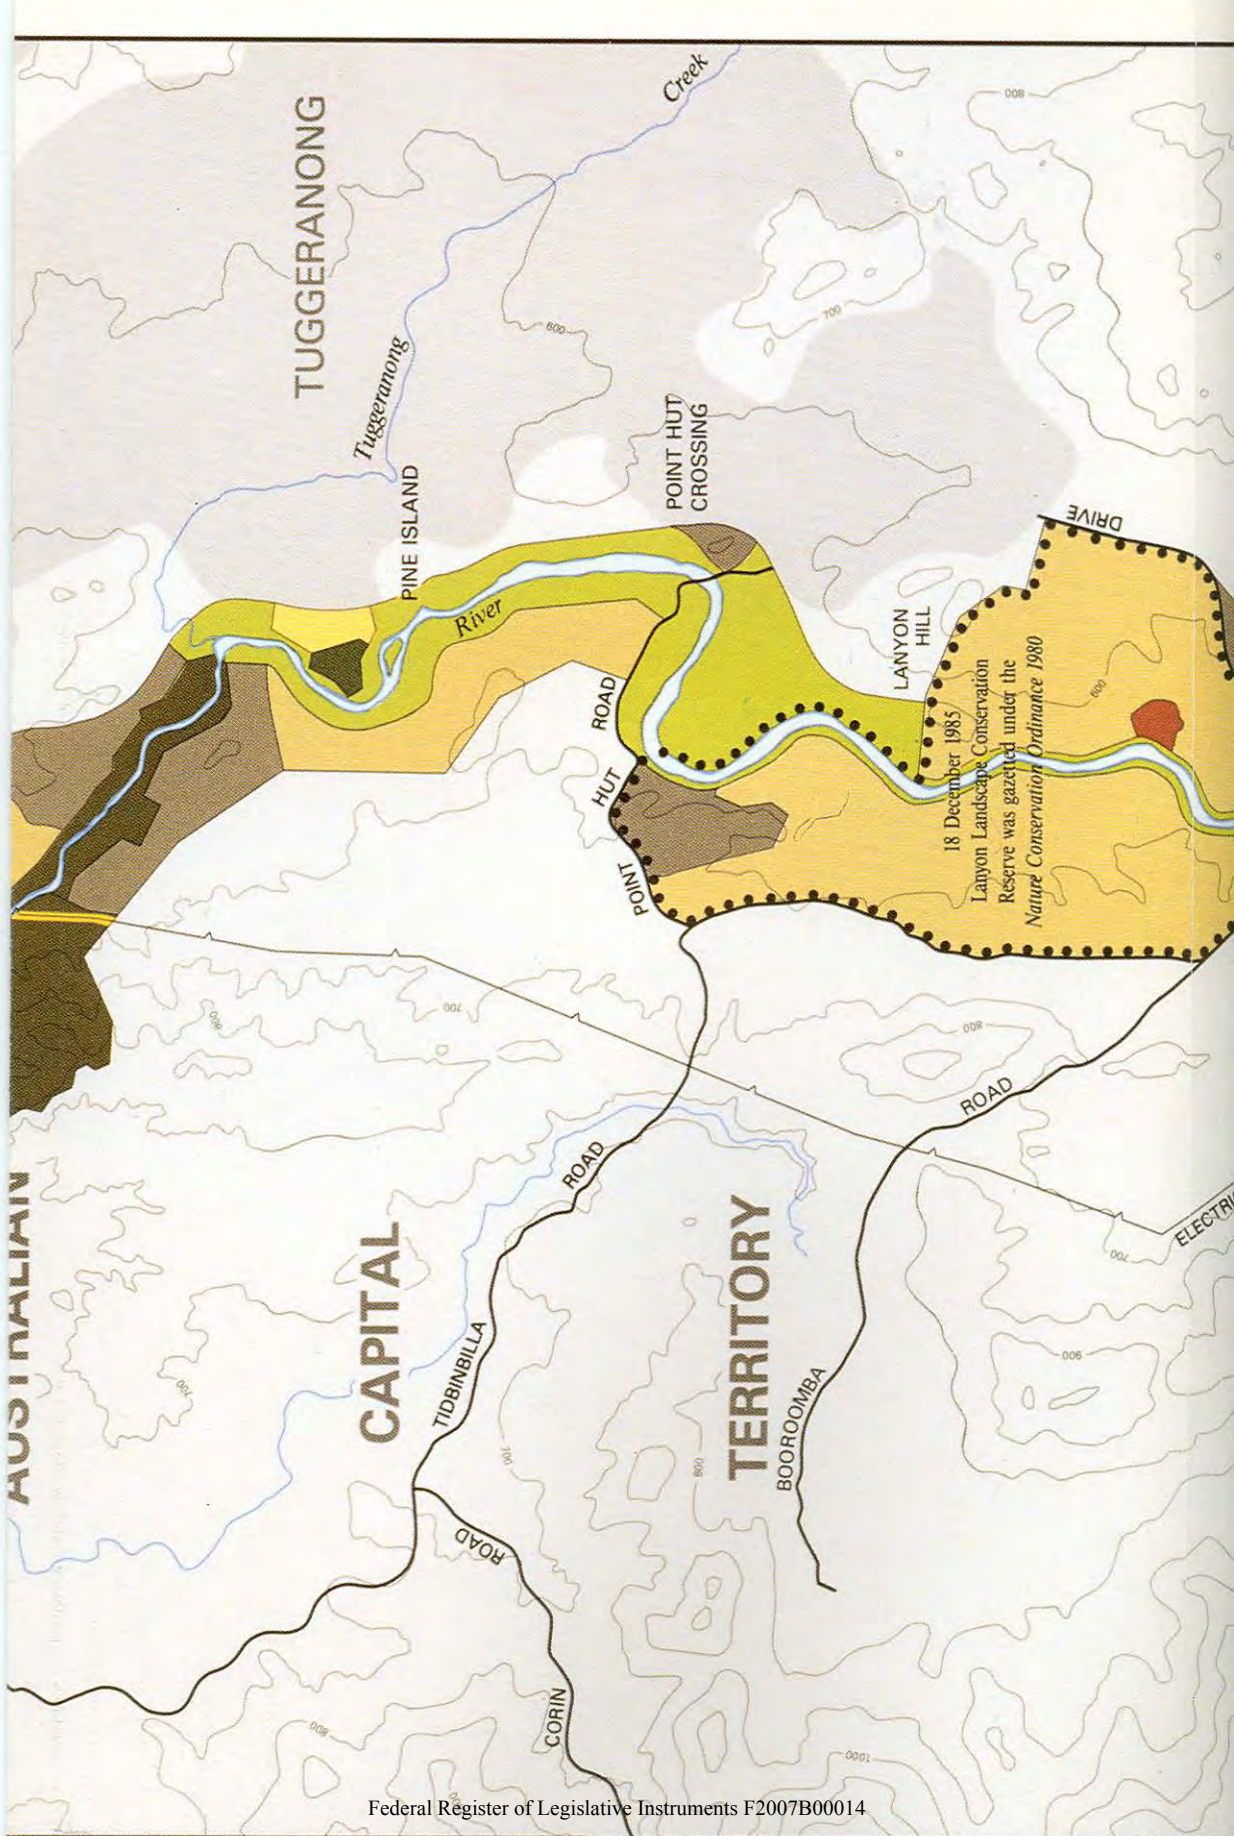 Creek
TUGGERANONG
Tuggeranong
PINE ISLAND
River
POINT HUT
CROSSING
LANYON
HILL
DRIVE
ROAD
HUT
POINT
18 December 1985
Lanyon Landscape Conservation
Reserve was gazetted under the
Nature Conservation Ordinance 1980
800
600
700
600
800
700
800
ROAD
ROAD
AUSTRALIAN
CAPITAL
TERRITORY
TIDBINBILLA
BOOROOMBA
ELECTRI
700
900
700
700
800
ROAD
CORIN
800
1000
Federal Register of Legislative Instruments F2007B00014